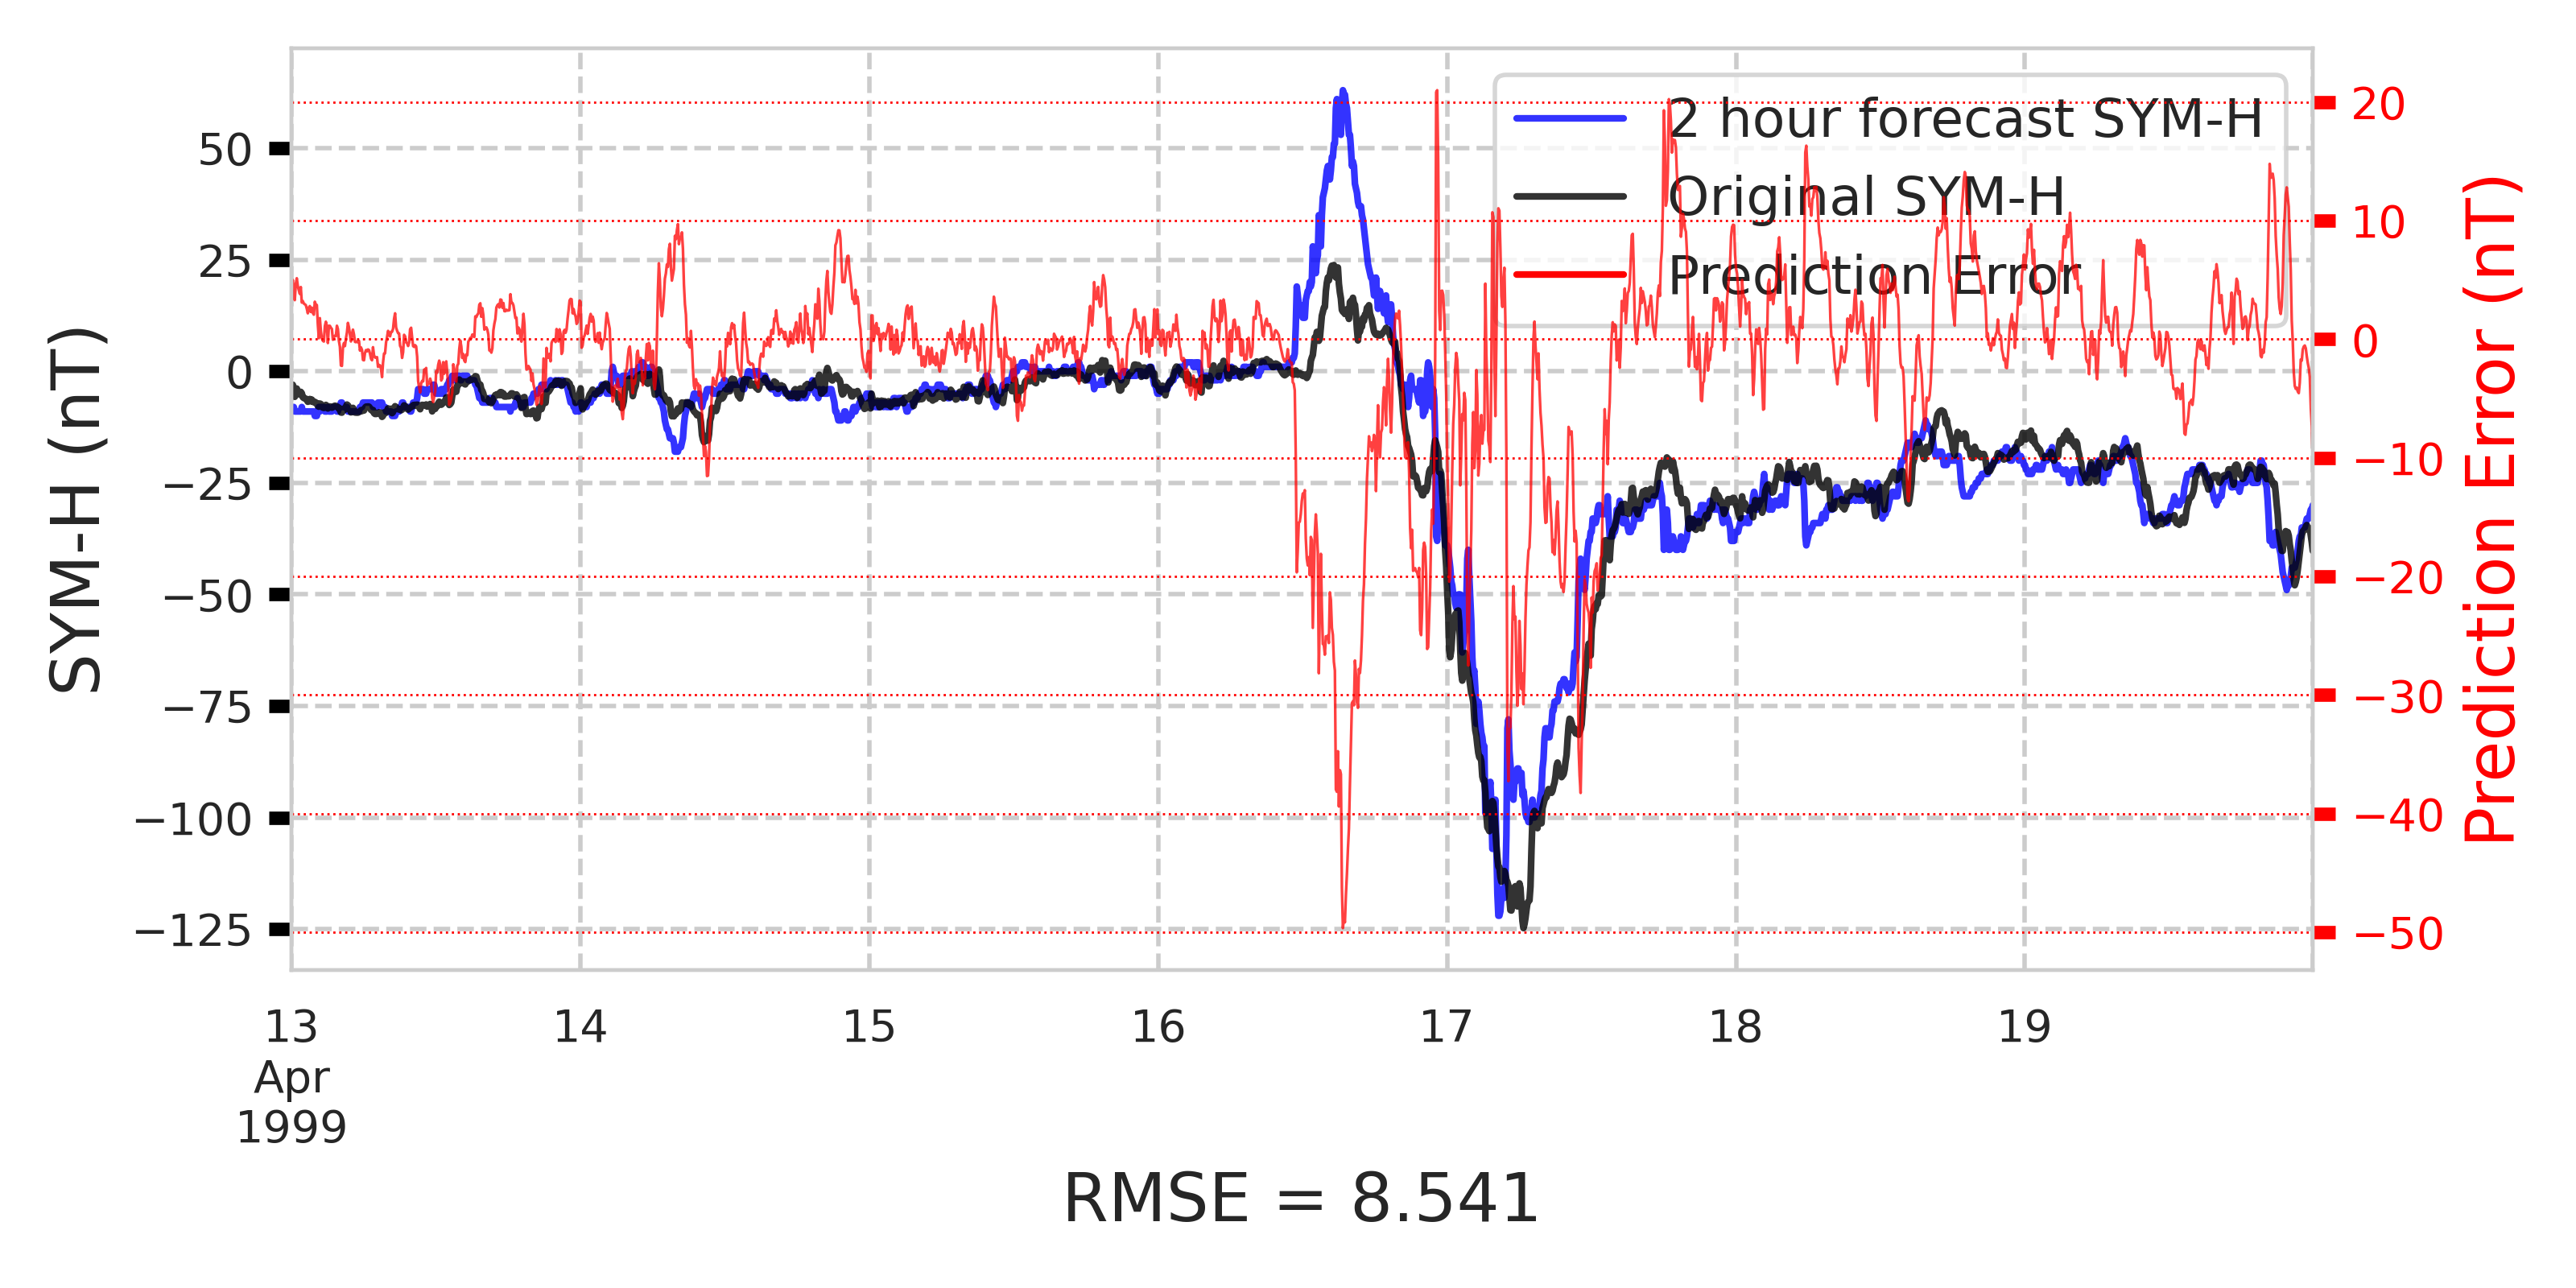 2 hour forecast SYM-H
Original SYM-H
Prediction Error
SYM-H (nT)
50
25
0
−25
−50
−75
−100
−125
20
10
0
−10
−20
−30
−40
−50
Prediction Error (nT)
13 14 15 16 17 18 19
Apr
1999
RMSE = 8.541